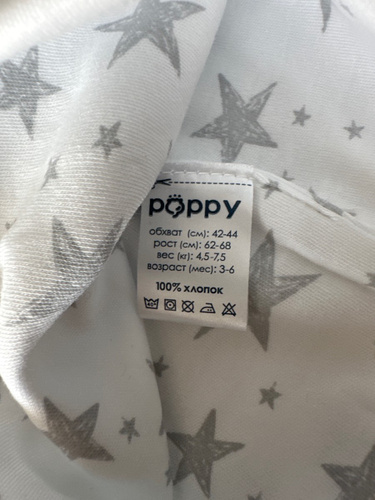 pöppy
обхват (см): 42-44
рост (см): 62-68
вес (кг): 4,5-7,5
возраст (мес): 3-6
100% хлопок